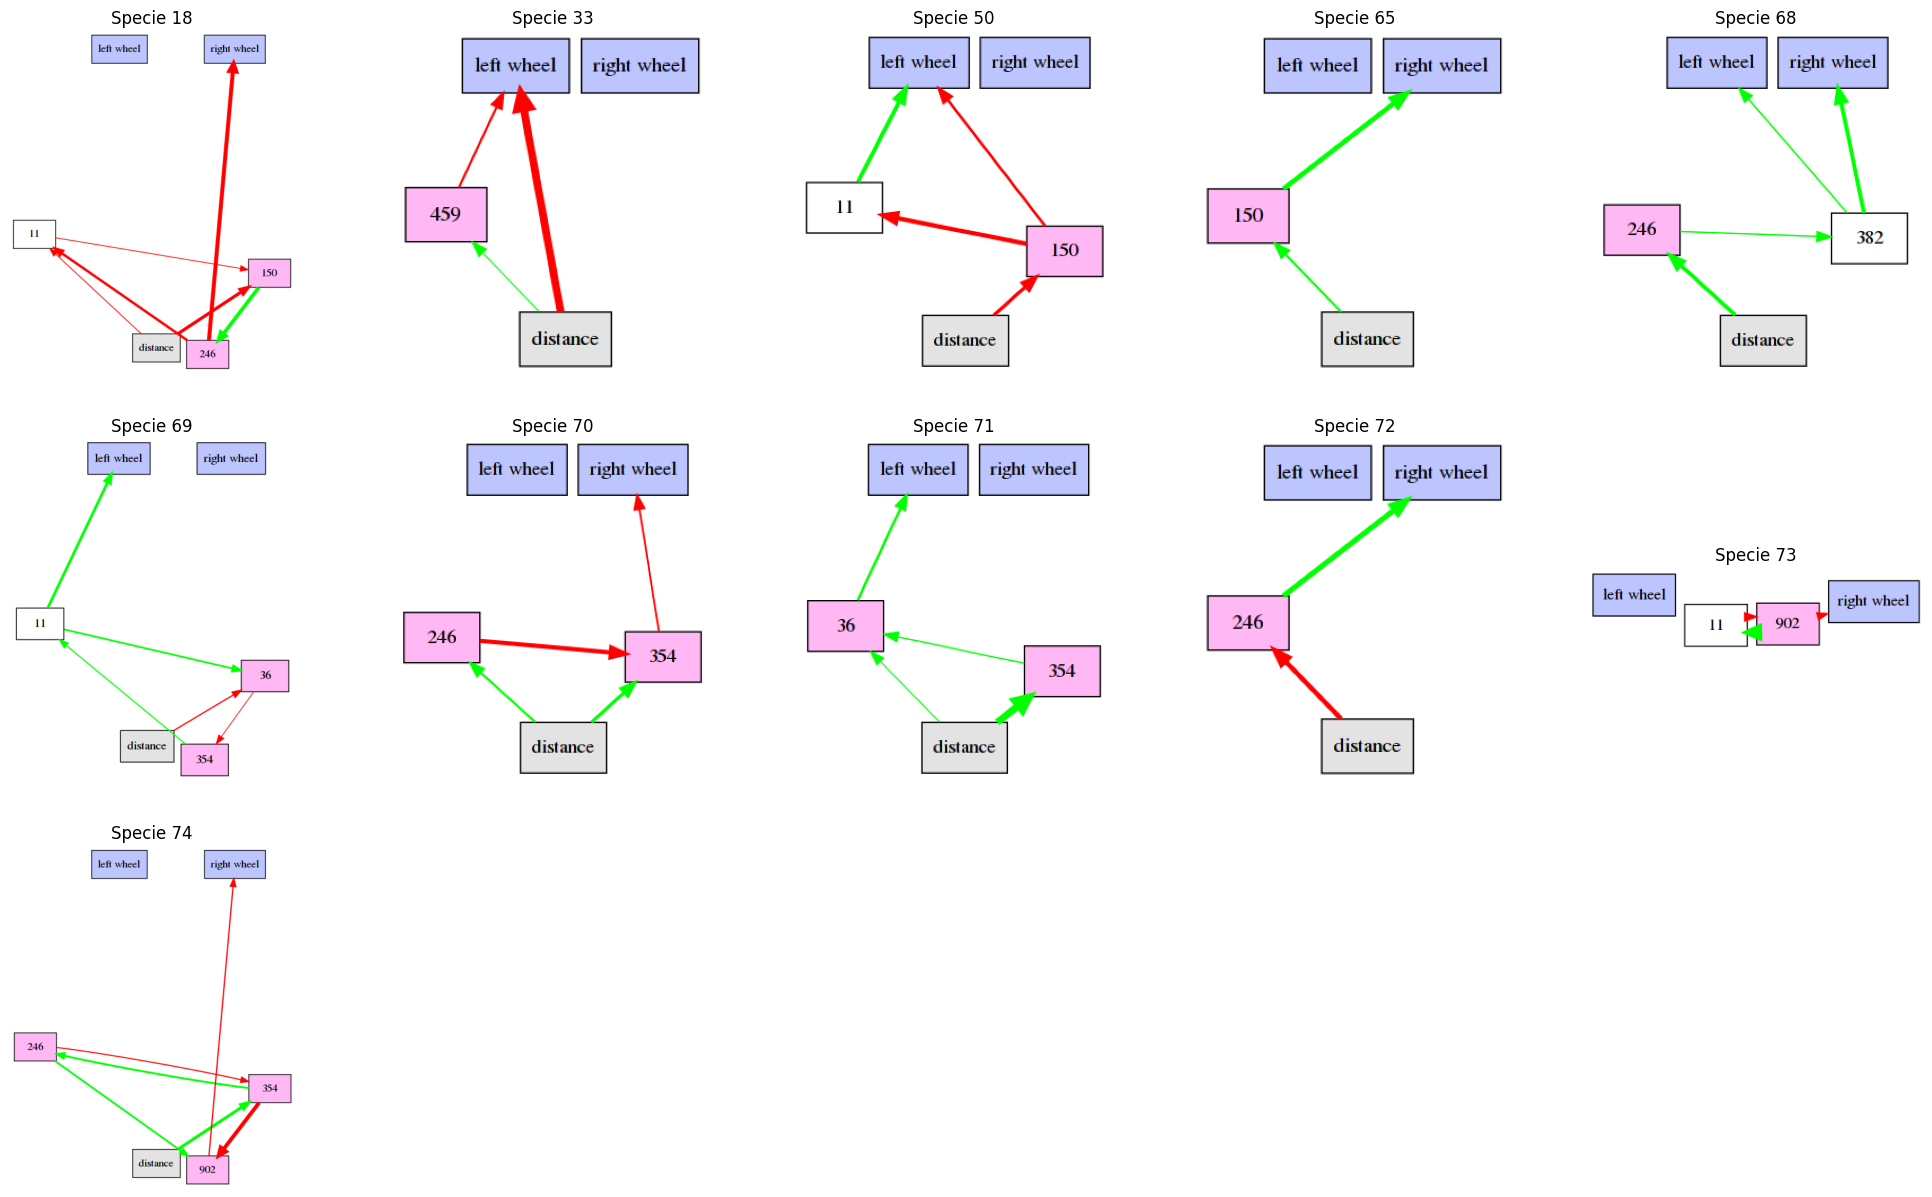 Specie 18
left wheel
right wheel
11
150
distance
246
Specie 33
left wheel
right wheel
459
distance
Specie 50
left wheel
right wheel
11
150
distance
Specie 65
left wheel
right wheel
150
distance
Specie 68
left wheel
right wheel
246
382
distance
Specie 69
left wheel
right wheel
11
36
distance
354
Specie 70
left wheel
right wheel
246
354
distance
Specie 71
left wheel
right wheel
36
354
distance
Specie 72
left wheel
right wheel
246
distance
Specie 73
left wheel
11
902
right wheel
Specie 74
left wheel
right wheel
246
354
distance
902